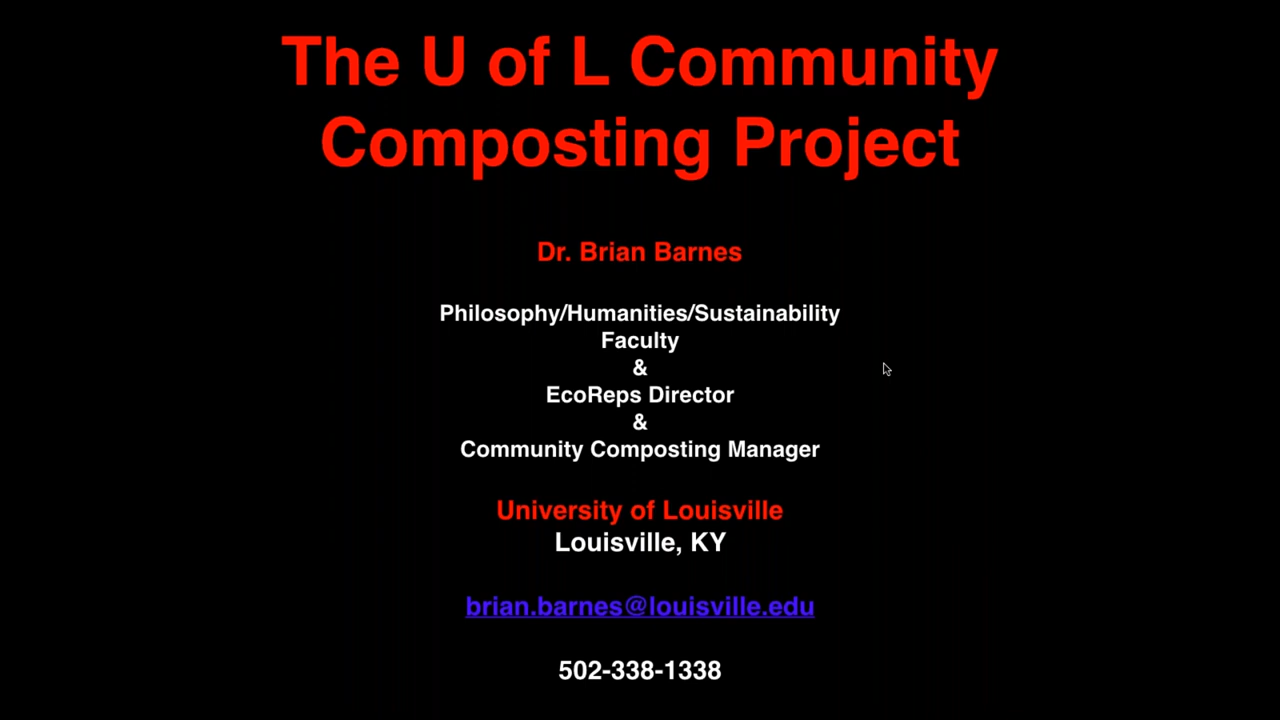 The U of L Community
Composting Project
Dr. Brian Barnes
Philosophy/Humanities/Sustainability
Faculty
&
EcoReps Director
&
Community Composting Manager
University of Louisville
Louisville, KY
brian.barnes@louisville.edu
502-338-1338